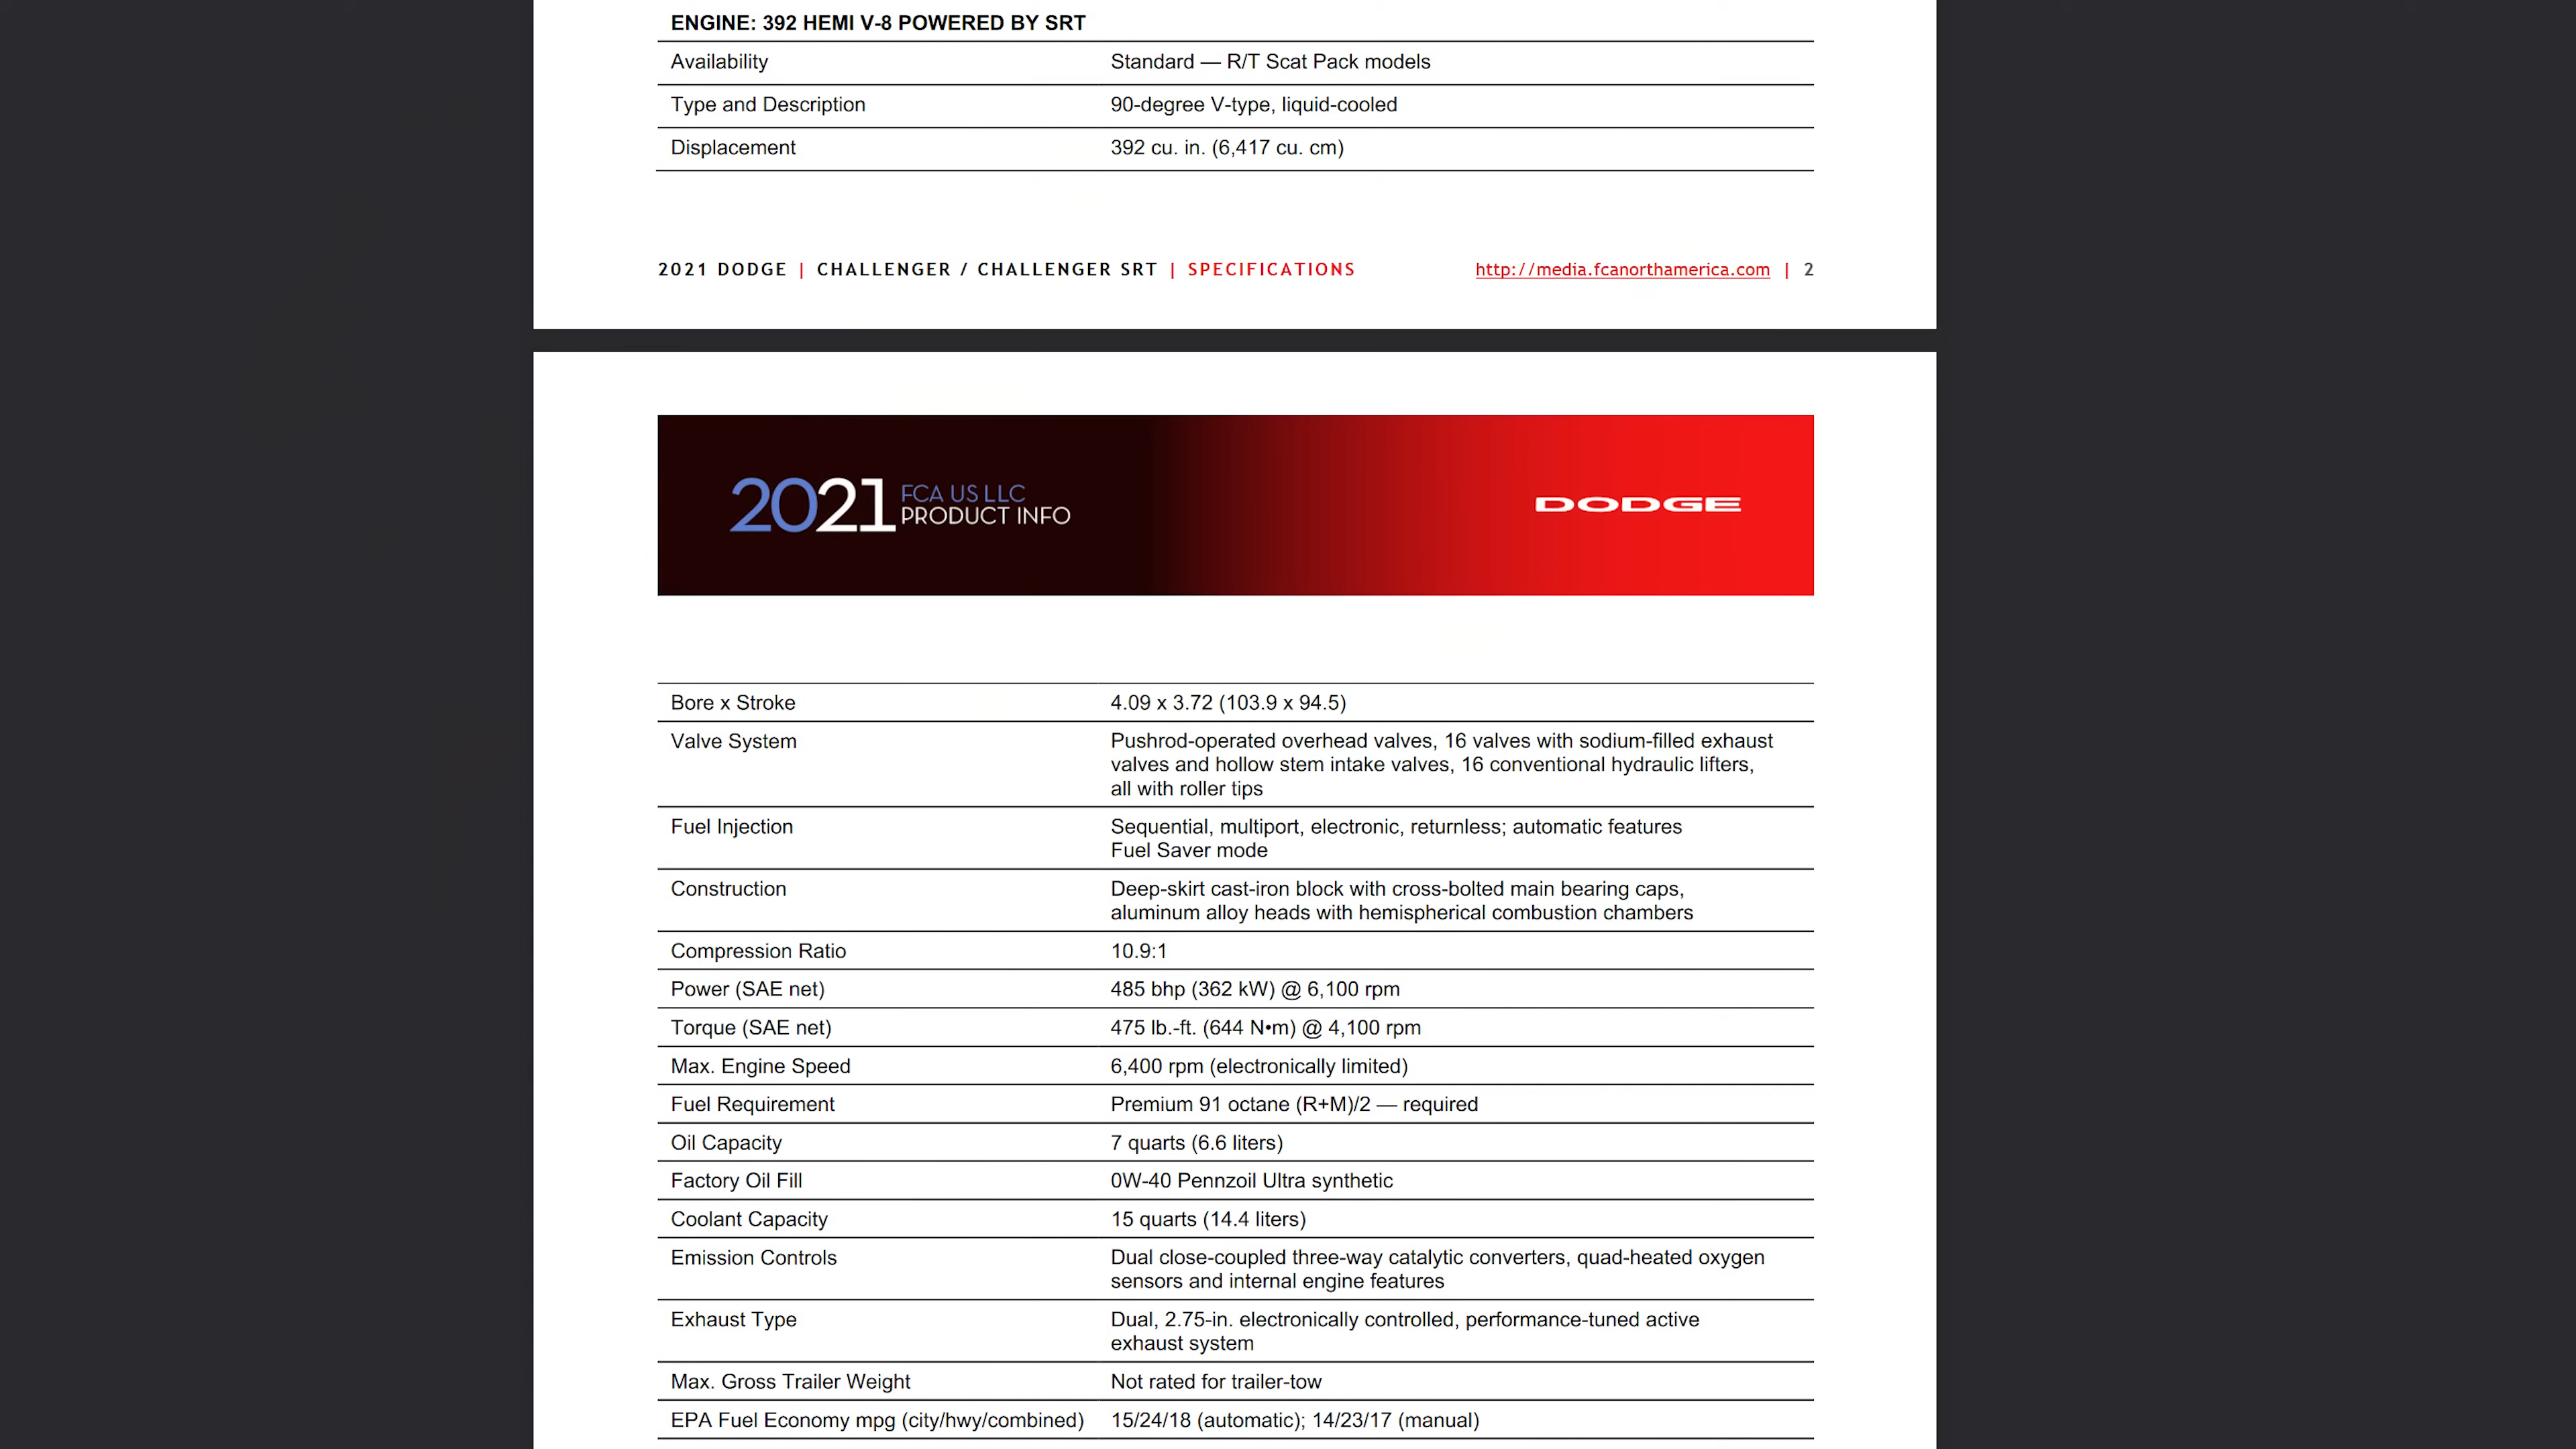 ENGINE: 392 HEMI V-8 POWERED BY SRT
Availability Standard — R/T Scat Pack models
Type and Description 90-degree V-type, liquid-cooled
Displacement 392 cu. in. (6,417 cu. cm)
2021 DODGE | CHALLENGER / CHALLENGER SRT | SPECIFICATIONS http://media.fcanorthamerica.com | 2
2021 FCA US LLC
PRODUCT INFO
DODGE
Bore x Stroke 4.09 x 3.72 (103.9 x 94.5)
Valve System Pushrod-operated overhead valves, 16 valves with sodium-filled exhaust
valves and hollow stem intake valves, 16 conventional hydraulic lifters,
all with roller tips
Fuel Injection Sequential, multiport, electronic, returnless; automatic features
Fuel Saver mode
Construction Deep-skirt cast-iron block with cross-bolted main bearing caps,
aluminum alloy heads with hemispherical combustion chambers
Compression Ratio 10.9:1
Power (SAE net) 485 bhp (362 kW) @ 6,100 rpm
Torque (SAE net) 475 lb.-ft. (644 N•m) @ 4,100 rpm
Max. Engine Speed 6,400 rpm (electronically limited)
Fuel Requirement Premium 91 octane (R+M)/2 — required
Oil Capacity 7 quarts (6.6 liters)
Factory Oil Fill 0W-40 Pennzoil Ultra synthetic
Coolant Capacity 15 quarts (14.4 liters)
Emission Controls Dual close-coupled three-way catalytic converters, quad-heated oxygen
sensors and internal engine features
Exhaust Type Dual, 2.75-in. electronically controlled, performance-tuned active
exhaust system
Max. Gross Trailer Weight Not rated for trailer-tow
EPA Fuel Economy mpg (city/hwy/combined) 15/24/18 (automatic); 14/23/17 (manual)